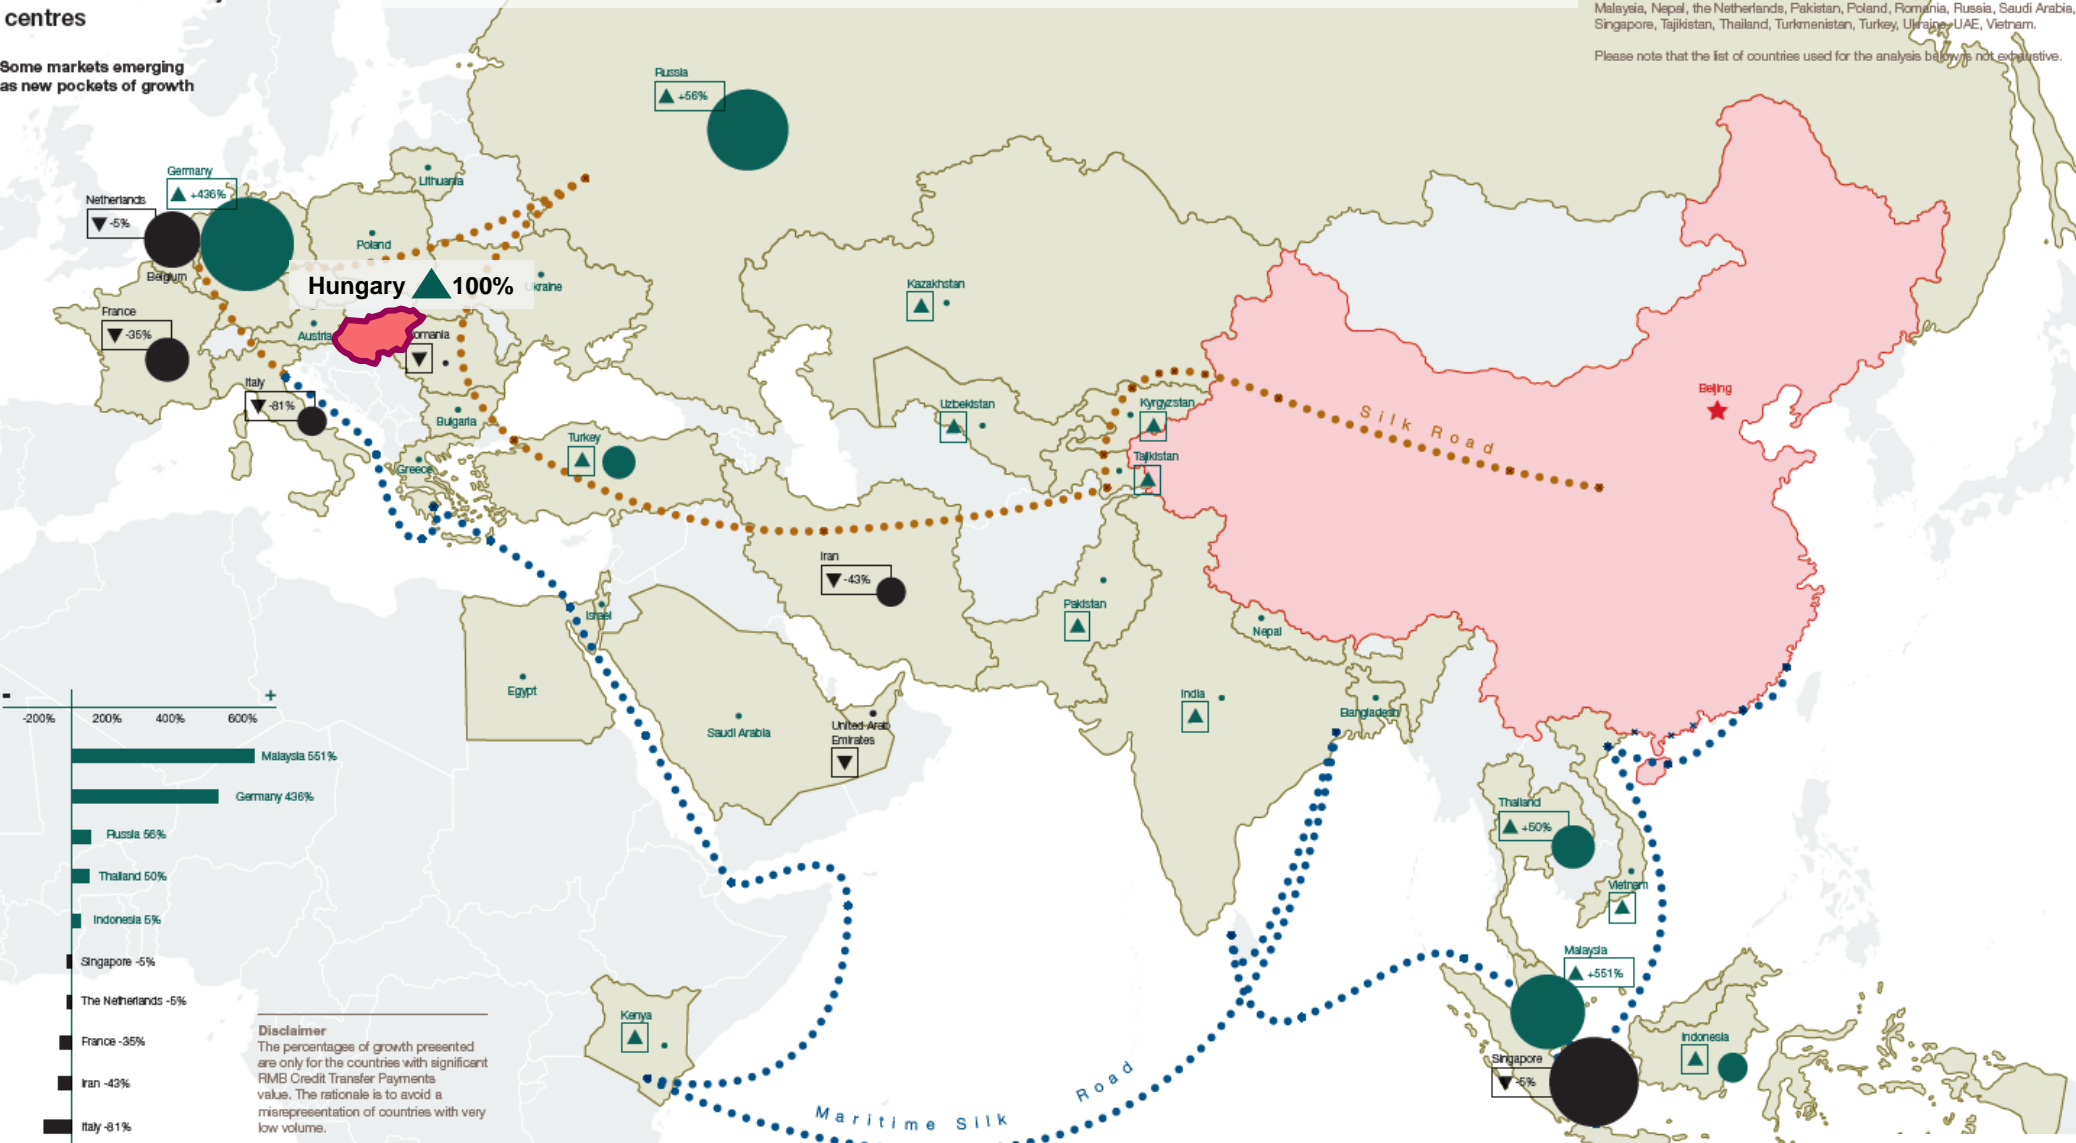 centres
Some markets emerging
as new pockets of growth
Malaysia, Nepal, the Netherlands, Pakistan, Poland, Romania, Russia, Saudi Arabia,
Singapore, Tajikistan, Thailand, Turkmenistan, Turkey, Ukraine, UAE, Vietnam.
Please note that the list of countries used for the analysis below is not exhaustive.
Russia
+56%
Germany
+436%
Netherlands
-5%
Belgium
Lithuania
Poland
Hungary 100%
Ukraine
France
-35%
Austria
omania
Italy
-81%
Bulgaria
Greece
Turkey
Kazakhstan
Uzbekistan
Kyrgyzstan
Tajikistan
Silk Road
Beijing
Iran
-43%
Pakistan
Nepal
Israel
Egypt
Saudi Arabia
United Arab
Emirates
India
Bangladesh
Thailand
+50%
Vietnam
Malaysia
+551%
Singapore
-5%
Indonesia
Kenya
Maritime Silk Road
- +
-200% 200% 400% 600%
Malaysia 551%
Germany 436%
Russia 56%
Thailand 50%
Indonesia 5%
Singapore -5%
The Netherlands -5%
France -35%
Iran -43%
Italy -81%
Disclaimer
The percentages of growth presented
are only for the countries with significant
RMB Credit Transfer Payments
value. The rationale is to avoid a
misrepresentation of countries with very
low volume.